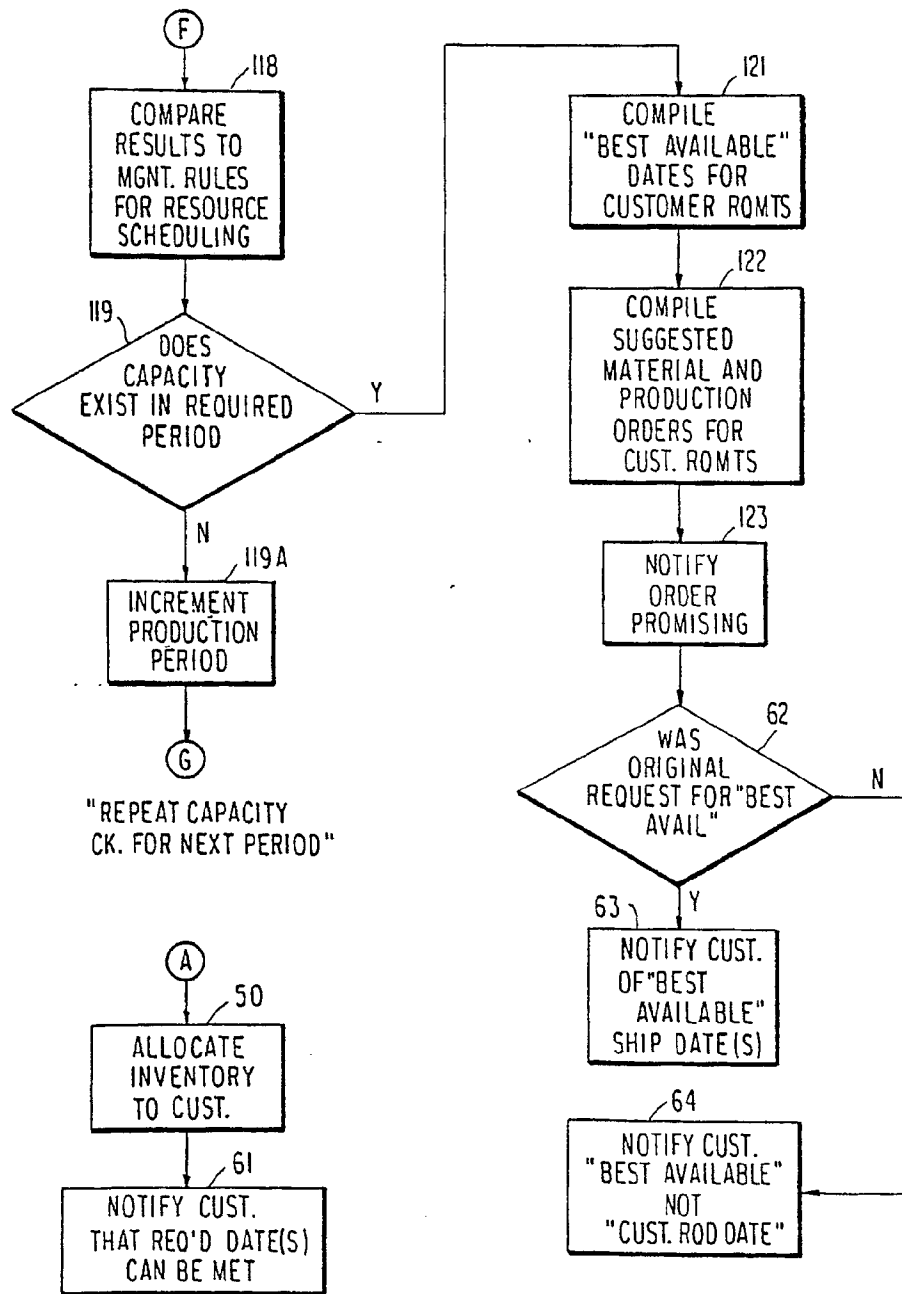 F
118
COMPARE
RESULTS TO
MGNT. RULES
FOR RESOURCE
SCHEDULING
119
DOES
CAPACITY
EXIST IN REQUIRED
PERIOD
Y
N
119A
INCREMENT
PRODUCTION
PERIOD
G
"REPEAT CAPACITY
CK. FOR NEXT PERIOD"
A
50
ALLOCATE
INVENTORY
TO CUST.
61
NOTIFY CUST.
THAT REQ'D DATE(S)
CAN BE MET
121
COMPILE
"BEST AVAILABLE"
DATES FOR
CUSTOMER RQMTS
122
COMPILE
SUGGESTED
MATERIAL AND
PRODUCTION
ORDERS FOR
CUST. RQMTS
123
NOTIFY
ORDER
PROMISING
62
WAS
ORIGINAL
REQUEST FOR "BEST
AVAIL"
N
Y
63
NOTIFY CUST.
OF "BEST
AVAILABLE"
SHIP DATE(S)
64
NOTIFY CUST.
"BEST AVAILABLE"
NOT
"CUST. RQD DATE"